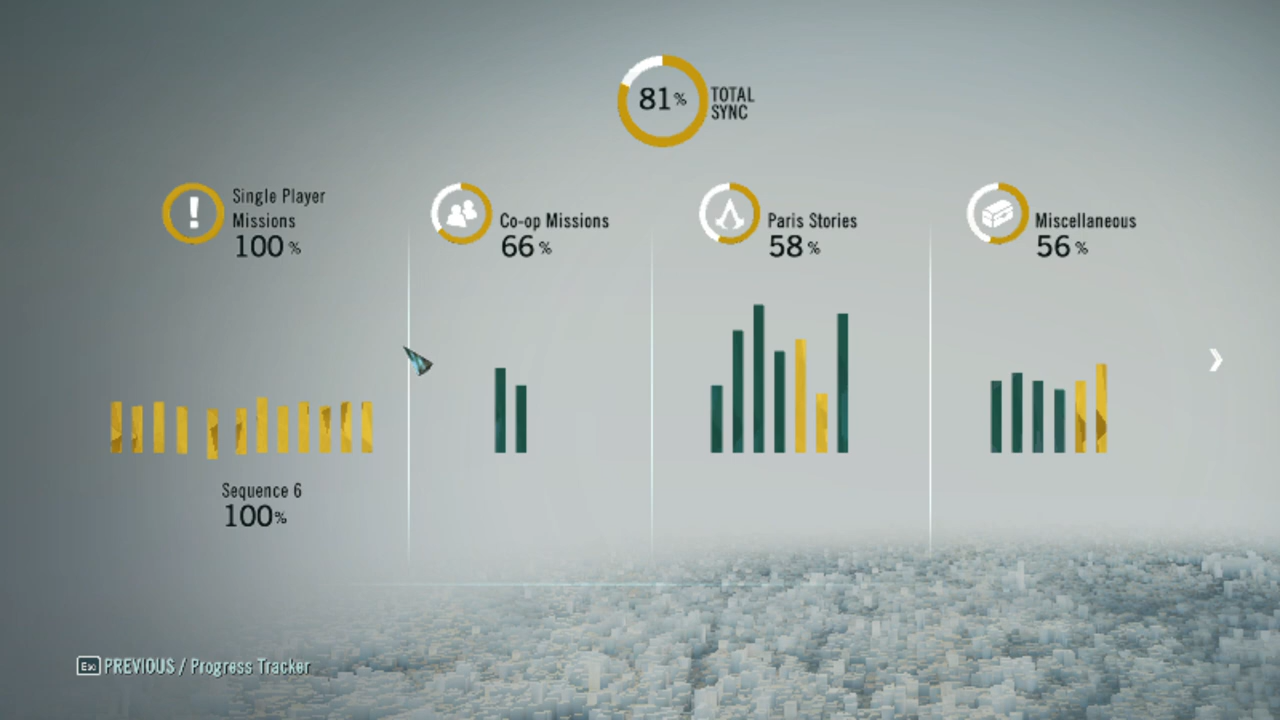 81%
TOTAL
SYNC
Single Player
Missions
100 %
Co-op Missions
66 %
Paris Stories
58 %
Miscellaneous
56 %
Sequence 6
100%
Esc PREVIOUS / Progress Tracker